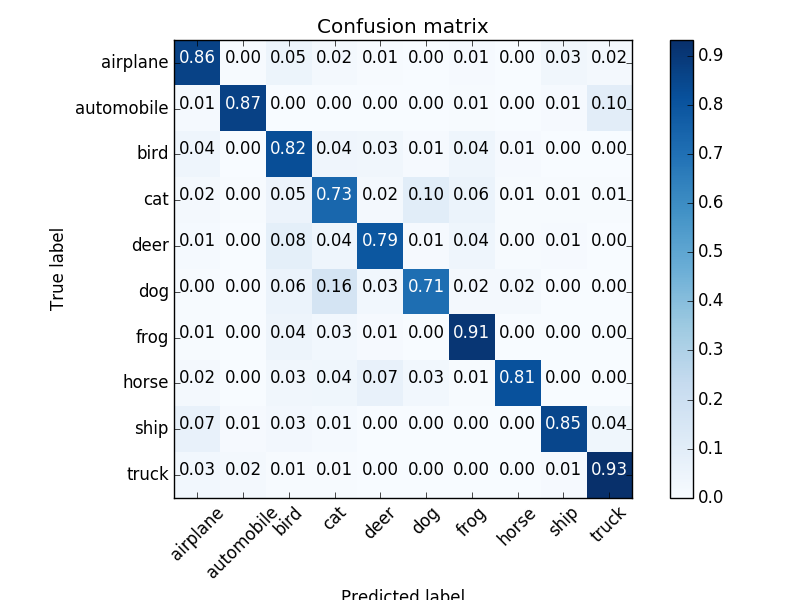 Confusion matrix
airplane 0.86 0.00 0.05 0.02 0.01 0.00 0.01 0.00 0.03 0.02
automobile 0.01 0.87 0.00 0.00 0.00 0.00 0.01 0.00 0.01 0.10
bird 0.04 0.00 0.82 0.04 0.03 0.01 0.04 0.01 0.00 0.00
cat 0.02 0.00 0.05 0.73 0.02 0.10 0.06 0.01 0.01 0.01
deer 0.01 0.00 0.08 0.04 0.79 0.01 0.04 0.00 0.01 0.00
dog 0.00 0.00 0.06 0.16 0.03 0.71 0.02 0.02 0.00 0.00
frog 0.01 0.00 0.04 0.03 0.01 0.00 0.91 0.00 0.00 0.00
horse 0.02 0.00 0.03 0.04 0.07 0.03 0.01 0.81 0.00 0.00
ship 0.07 0.01 0.03 0.01 0.00 0.00 0.00 0.00 0.85 0.04
truck 0.03 0.02 0.01 0.01 0.00 0.00 0.00 0.00 0.01 0.93
True label
airplane automobile bird cat deer dog frog horse ship truck
Predicted label
0.9
0.8
0.7
0.6
0.5
0.4
0.3
0.2
0.1
0.0